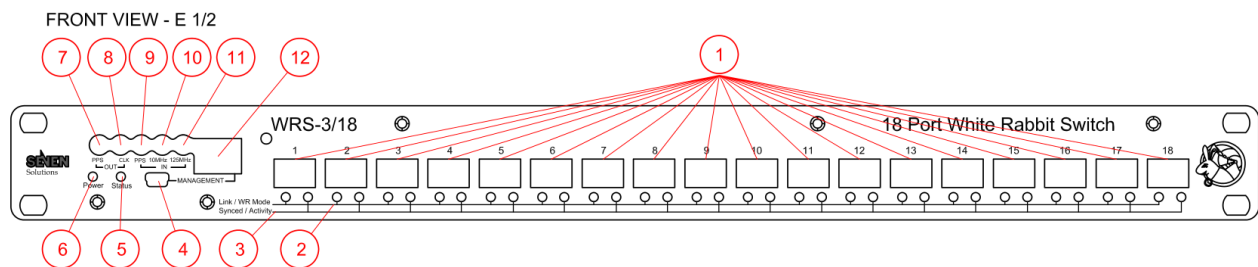 FRONT VIEW - E 1/2
7 8 9 10 11 12 1
WRS-3/18 18 Port White Rabbit Switch
1 2 3 4 5 6 7 8 9 10 11 12 13 14 15 16 17 18
SEVEN
Solutions
PPS CLK PPS 10MHz 125MHz
OUT IN
MANAGEMENT
Power Status
Link / WR Mode
Synced / Activity
6 5 4 3 2